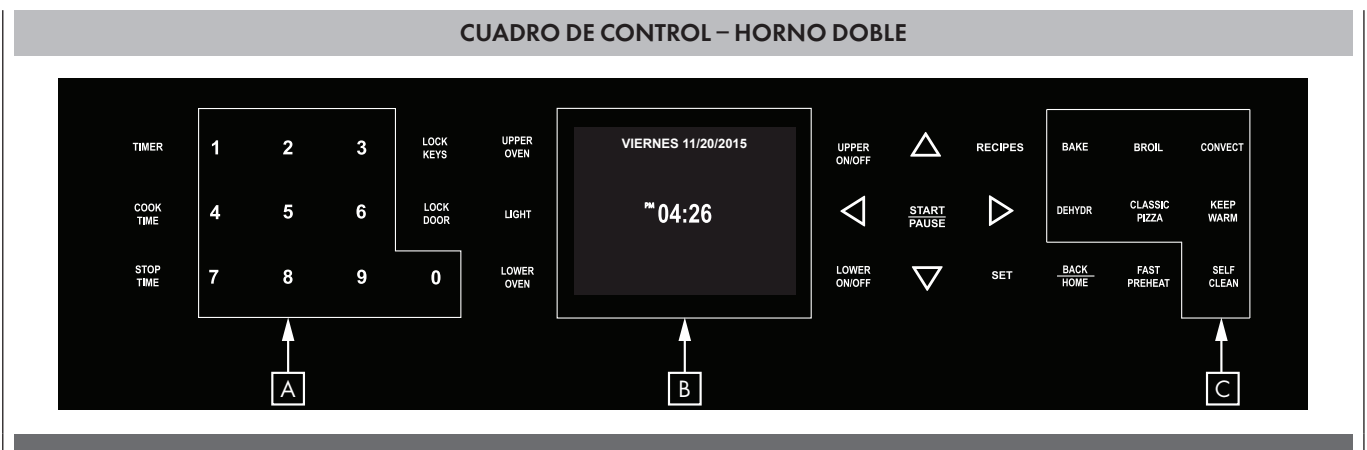 CUADRO DE CONTROL – HORNO DOBLE
TIMER
1 2 3
LOCK
KEYS
UPPER
OVEN
VIERNES 11/20/2015
UPPER
ON/OFF
RECIPES
BAKE
BROIL
CONVECT
COOK
TIME
4 5 6
LOCK
DOOR
LIGHT
PM 04:26
START
PAUSE
DEHYDR
CLASSIC
PIZZA
KEEP
WARM
STOP
TIME
7 8 9 0
LOWER
OVEN
LOWER
ON/OFF
SET
BACK
HOME
FAST
PREHEAT
SELF
CLEAN
A
B
C